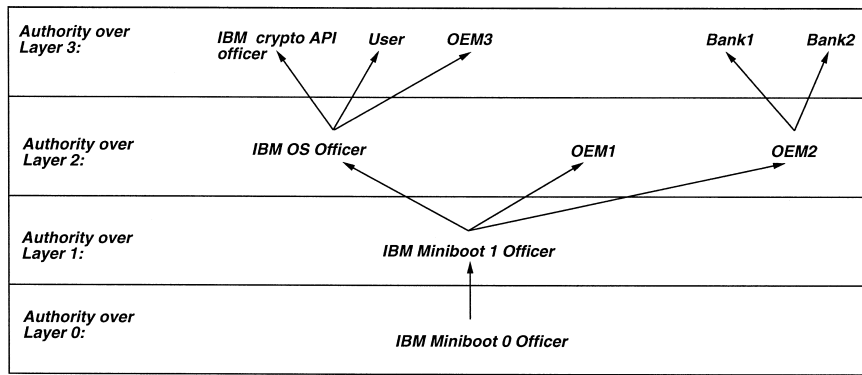 Authority over
Layer 3:
IBM crypto API
officer
User
OEM3
Bank1
Bank2
Authority over
Layer 2:
IBM OS Officer
OEM1
OEM2
Authority over
Layer 1:
IBM Miniboot 1 Officer
Authority over
Layer 0:
IBM Miniboot 0 Officer